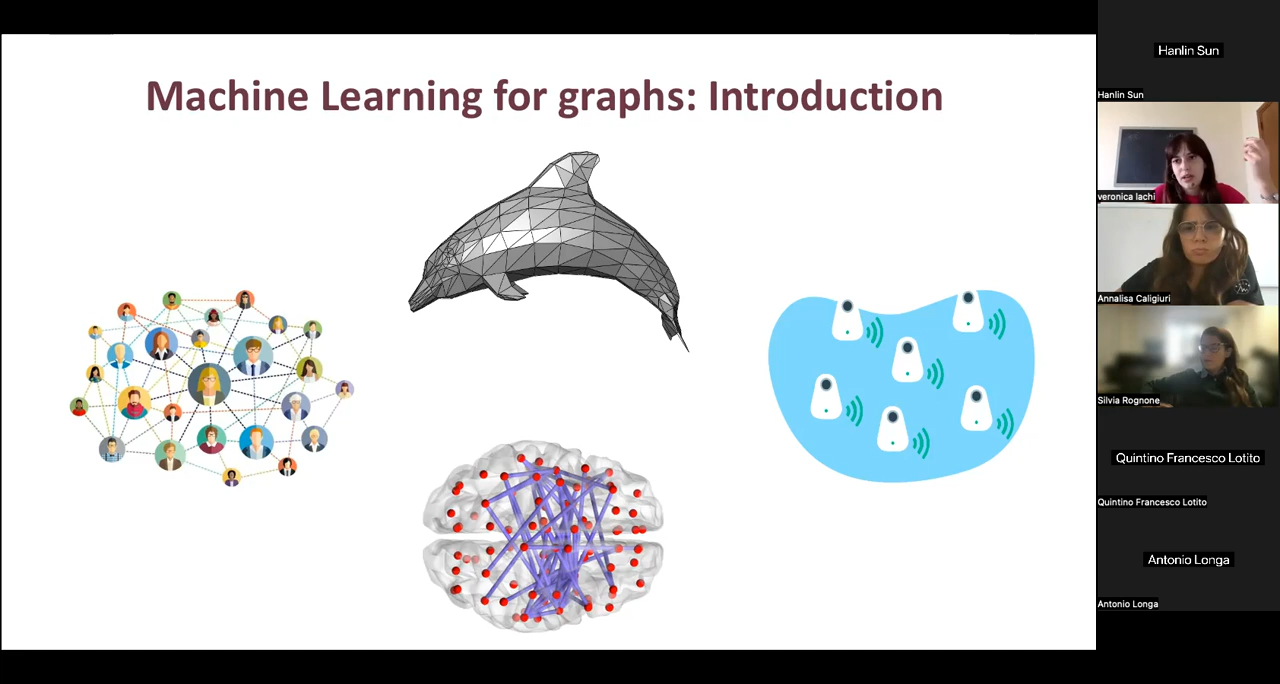 Machine Learning for graphs: Introduction
Hanlin Sun
Hanlin Sun
veronica lachi
Annalisa Caligiuri
Silvia Rognone
Quintino Francesco Lotito
Quintino Francesco Lotito
Antonio Longa
Antonio Longa